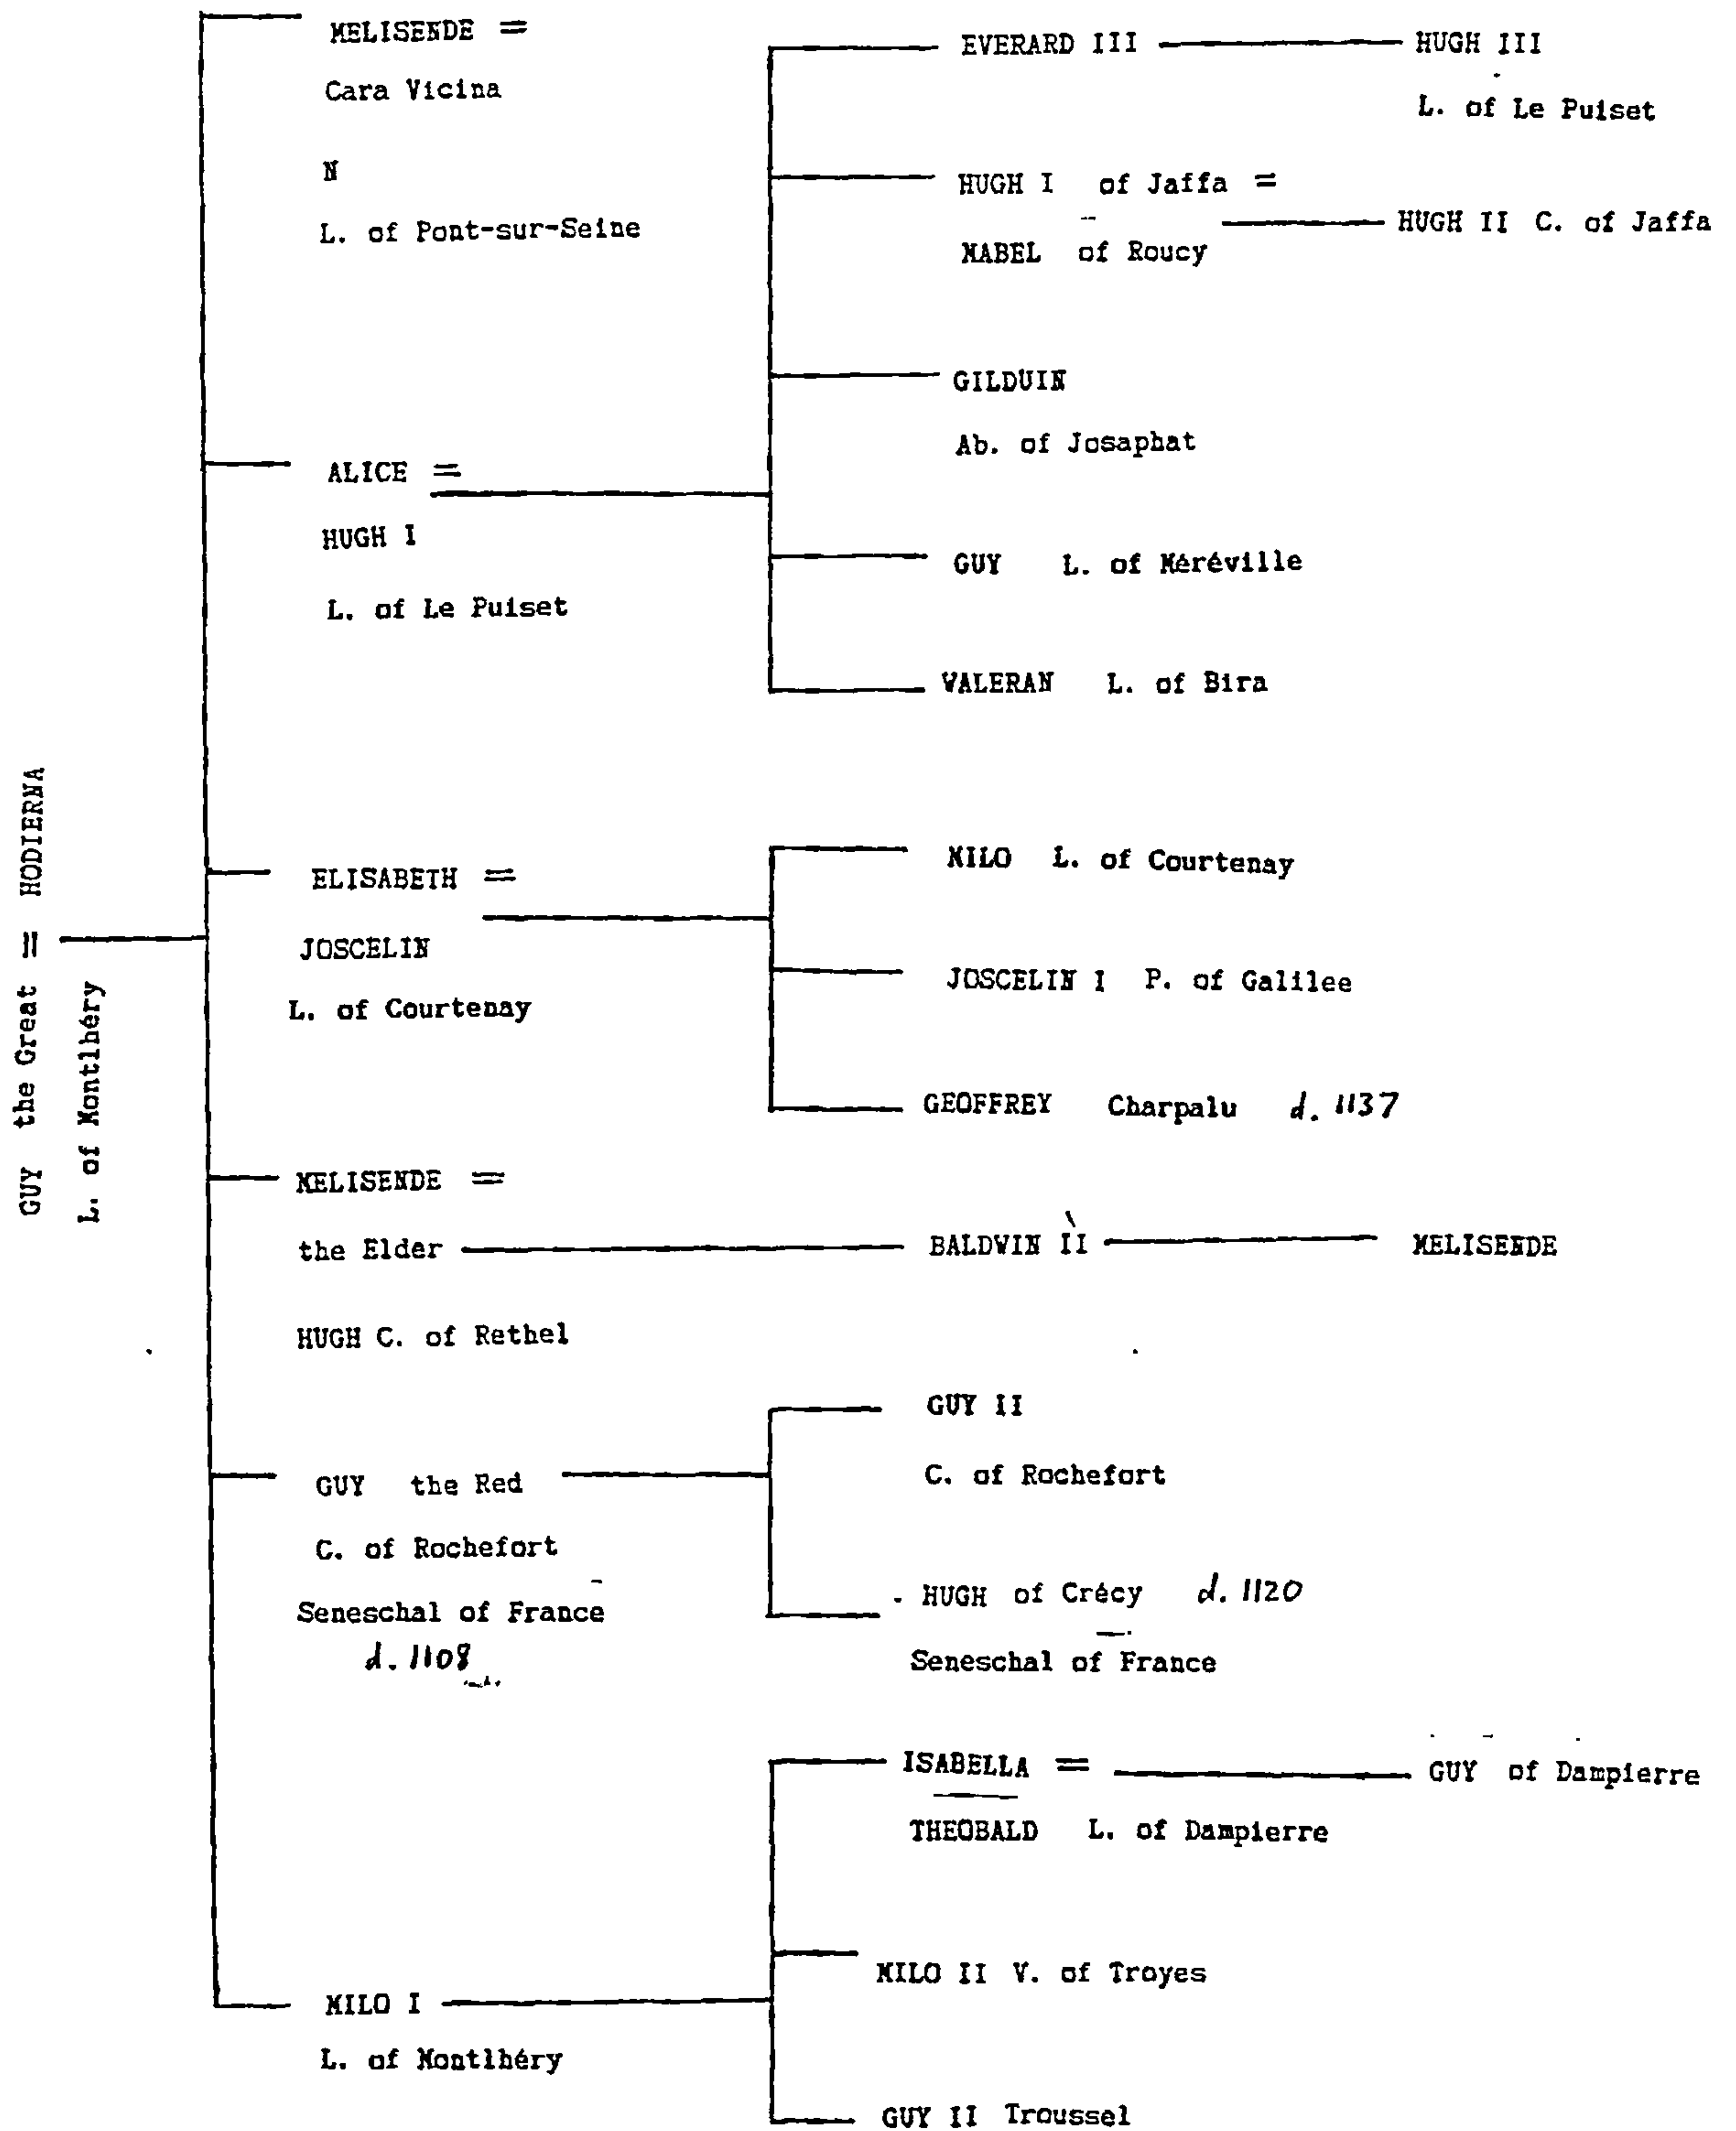 GUY the Great = HODIERNA
L. of Montlhéry
MELISENDE =
Cara Vicina
N
L. of Pont-sur-Seine
ALICE =
HUGH I
L. of Le Puiset
EVERARD III
HUGH III
L. of Le Puiset
HUGH I of Jaffa =
MABEL of Roucy
HUGH II C. of Jaffa
GILDUIN
Ab. of Josaphat
GUY L. of Méréville
WALERAN L. of Bira
ELISABETH =
JOSCELIN
L. of Courtenay
MILO L. of Courtenay
JOSCELIN I P. of Galilee
GEOFFREY Charpalu d. 1137
MELISENDE =
the Elder
HUGH C. of Rethel
BALDWIN II
MELISENDE
GUY the Red
C. of Rochefort
Seneschal of France
d. 1108
GUY II
C. of Rochefort
HUGH of Crécy d. 1120
Seneschal of France
MILO I
L. of Montlhéry
ISABELLA =
THEOBALD L. of Dampierre
GUY of Dampierre
MILO II V. of Troyes
GUY II Troussel